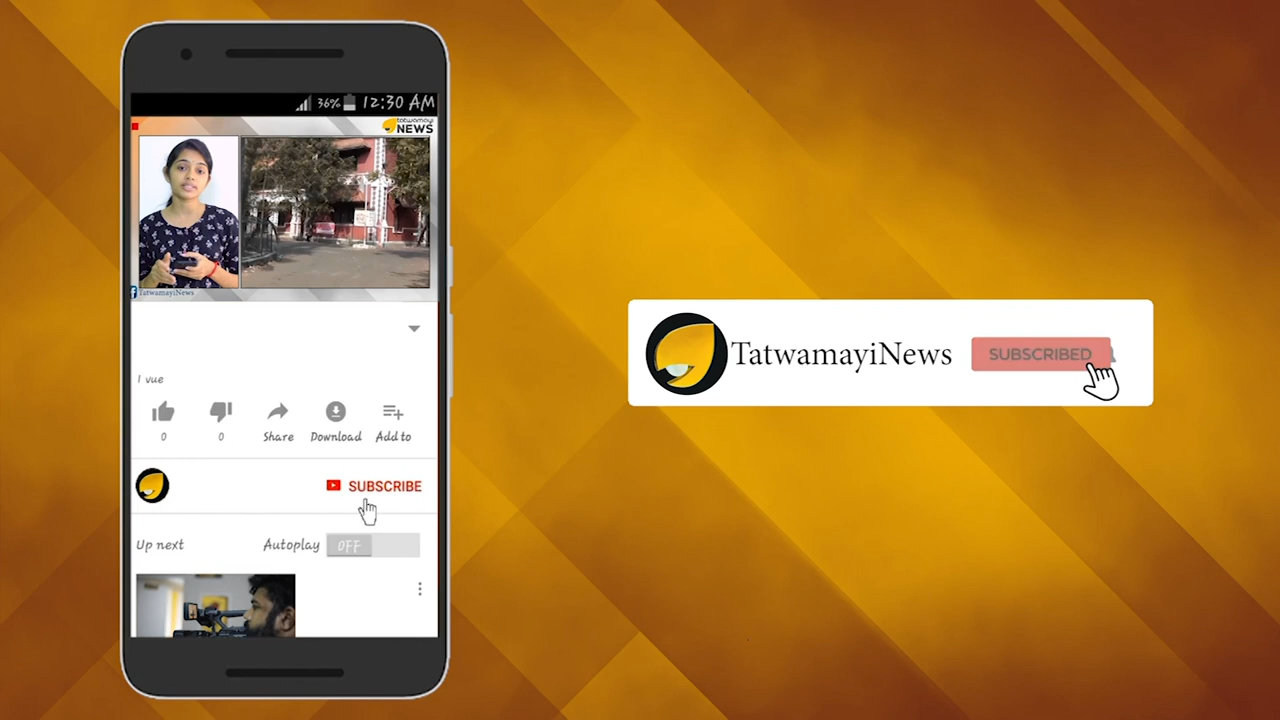 36% 12:30 AM
tatwamayi
NEWS
TatwamayiNews
1 vue
0 0 Share Download Add to
SUBSCRIBE
Up next Autoplay OFF
TatwamayiNews SUBSCRIBED